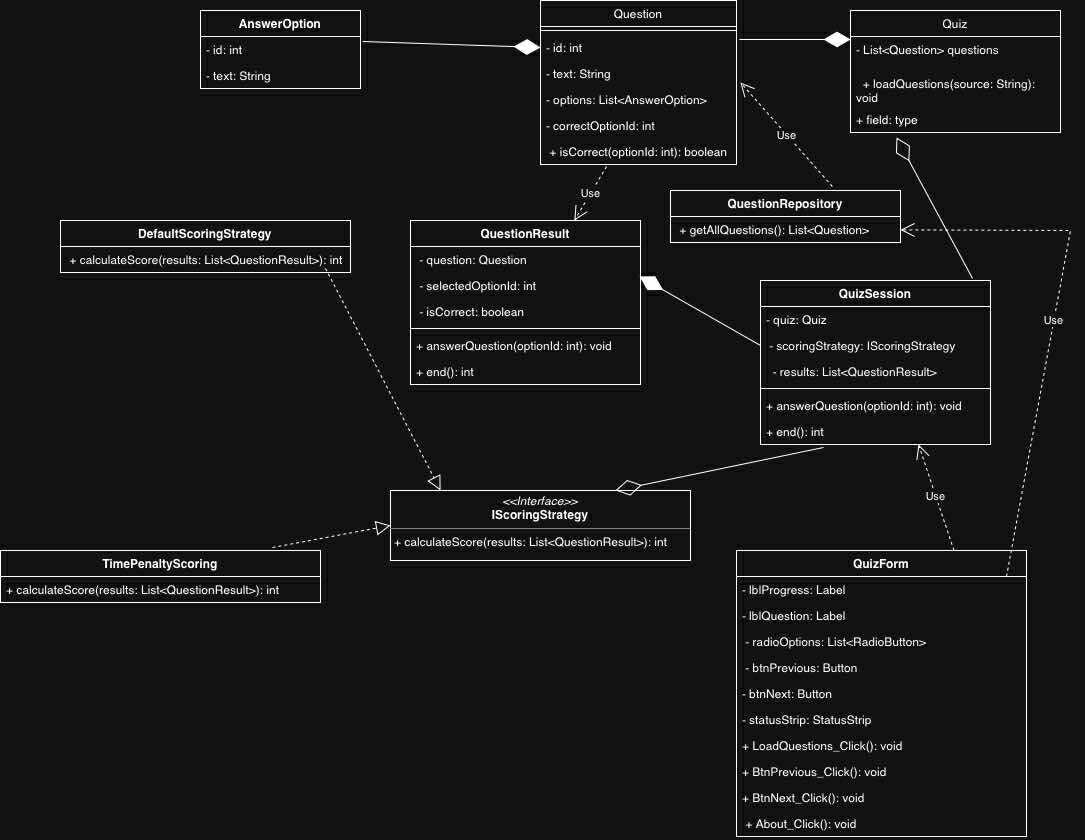 AnswerOption
- id: int
- text: String
Question
- id: int
- text: String
- options: List<AnswerOption>
- correctOptionId: int
+ isCorrect(optionId: int): boolean
Quiz
- List<Question> questions
+ loadQuestions(source: String):
void
+ field: type
Use
Use
QuestionRepository
+ getAllQuestions(): List<Question>
DefaultScoringStrategy
+ calculateScore(results: List<QuestionResult>): int
QuestionResult
- question: Question
- selectedOptionId: int
- isCorrect: boolean
+ answerQuestion(optionId: int): void
+ end(): int
QuizSession
- quiz: Quiz
- scoringStrategy: IScoringStrategy
- results: List<QuestionResult>
+ answerQuestion(optionId: int): void
+ end(): int
Use
<<Interface>>
IScoringStrategy
+ calculateScore(results: List<QuestionResult>): int
Use
TimePenaltyScoring
+ calculateScore(results: List<QuestionResult>): int
QuizForm
- lblProgress: Label
- lblQuestion: Label
- radioOptions: List<RadioButton>
- btnPrevious: Button
- btnNext: Button
- statusStrip: StatusStrip
+ LoadQuestions_Click(): void
+ BtnPrevious_Click(): void
+ BtnNext_Click(): void
+ About_Click(): void